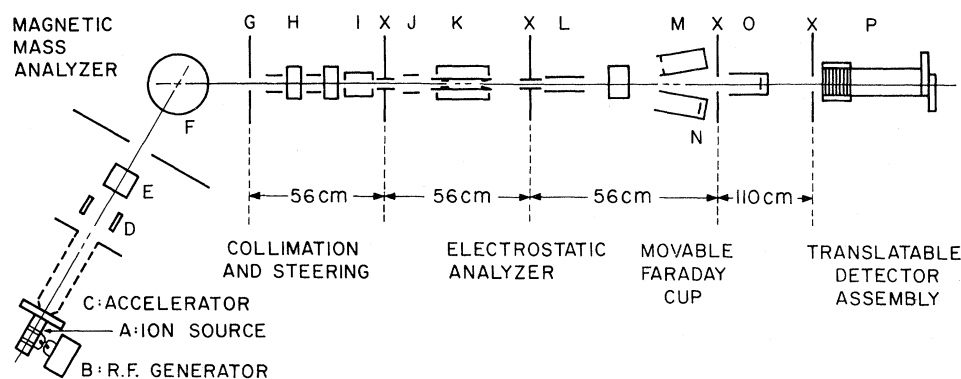 MAGNETIC
MASS
ANALYZER
G H I X J K X L M X O X P
F
N
E
D
56cm 56cm 56cm 110cm
COLLIMATION
AND STEERING
ELECTROSTATIC
ANALYZER
MOVABLE
FARADAY
CUP
TRANSLATABLE
DETECTOR
ASSEMBLY
C: ACCELERATOR
A: ION SOURCE
B: R.F. GENERATOR